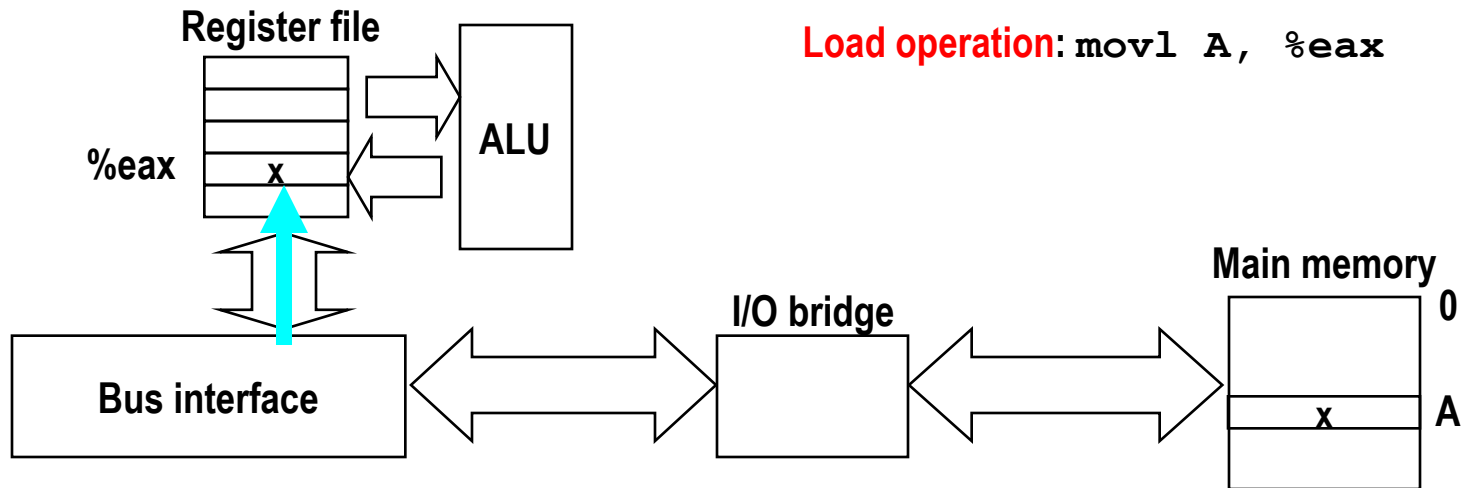 Register file
Load operation: movl A, %eax
ALU
%eax
x
Main memory
0
I/O bridge
Bus interface
x
A